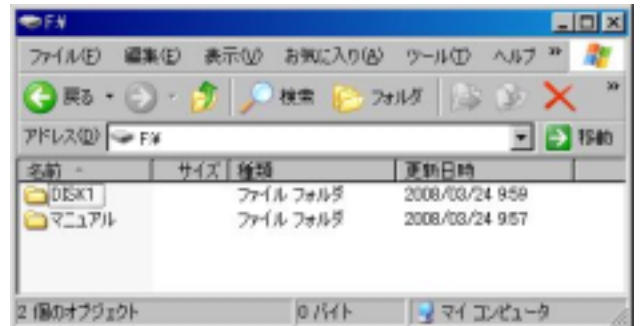 F:¥
ファイル(F) 編集(E) 表示(V) お気に入り(A) ツール(T) ヘルプ »
戻る 検索 フォルダ »
アドレス(D) F:¥ 移動
名前 サイズ 種類 更新日時
DISK1 ファイル フォルダ 2008/03/24 9:59
マニュアル ファイル フォルダ 2008/03/24 9:57
2 個のオブジェクト 0 バイト マイ コンピュータ